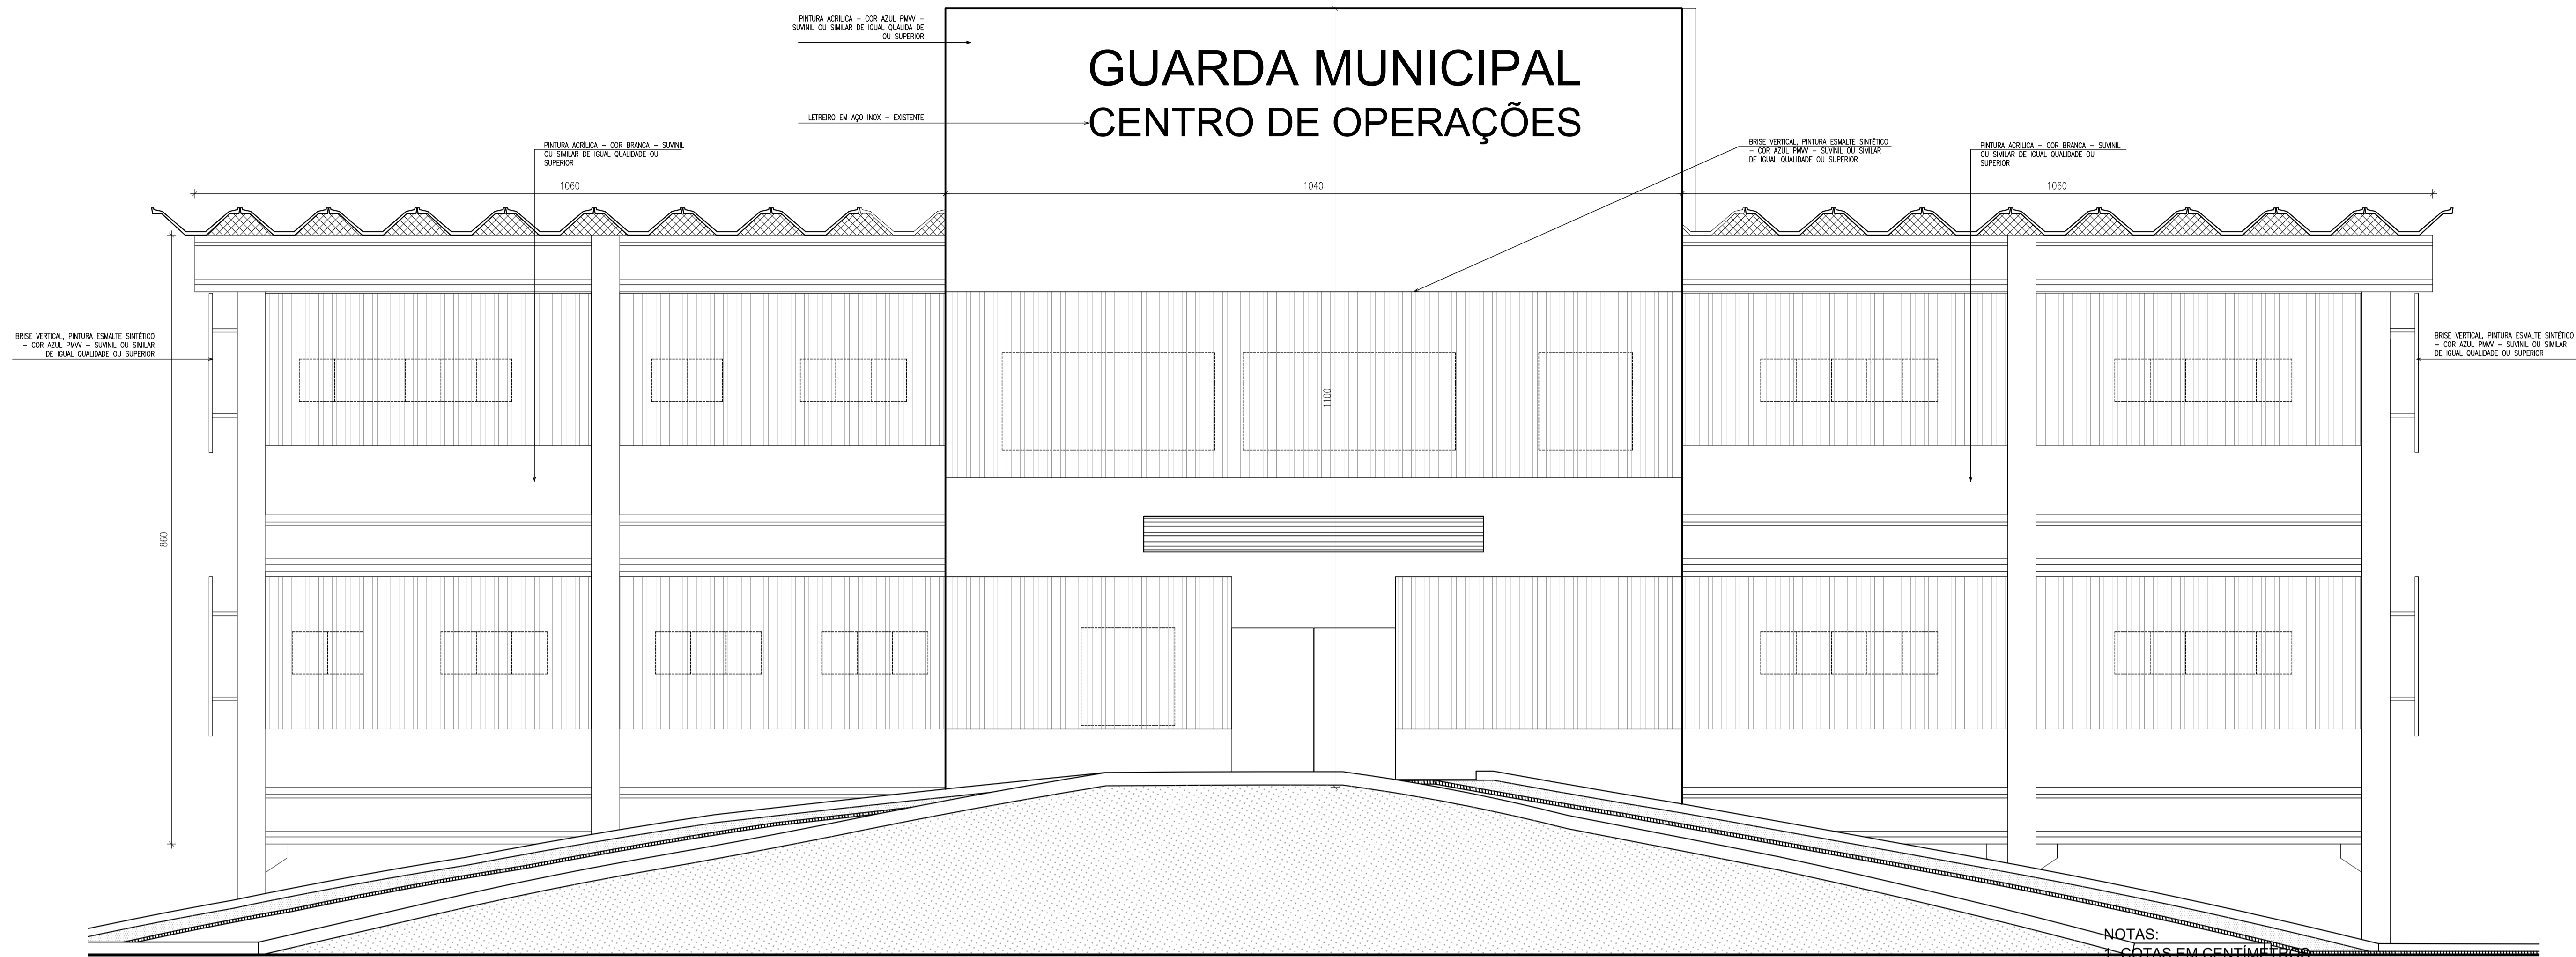 PINTURA ACRÍLICA – COR AZUL PMVV –
SUVINIL OU SIMILAR DE IGUAL QUALIDA DE
OU SUPERIOR
GUARDA MUNICIPAL
CENTRO DE OPERAÇÕES
LETREIRO EM AÇO INOX – EXISTENTE
PINTURA ACRÍLICA – COR BRANCA – SUVINIL
OU SIMILAR DE IGUAL QUALIDADE OU
SUPERIOR
BRISE VERTICAL, PINTURA ESMALTE SINTÉTICO
– COR AZUL PMVV – SUVINIL OU SIMILAR
DE IGUAL QUALIDADE OU SUPERIOR
PINTURA ACRÍLICA – COR BRANCA – SUVINIL
OU SIMILAR DE IGUAL QUALIDADE OU
SUPERIOR
1060
1040
1060
BRISE VERTICAL, PINTURA ESMALTE SINTÉTICO
– COR AZUL PMVV – SUVINIL OU SIMILAR
DE IGUAL QUALIDADE OU SUPERIOR
BRISE VERTICAL, PINTURA ESMALTE SINTÉTICO
– COR AZUL PMVV – SUVINIL OU SIMILAR
DE IGUAL QUALIDADE OU SUPERIOR
1100
860
NOTAS:
1. COTAS EM CENTÍMETROS